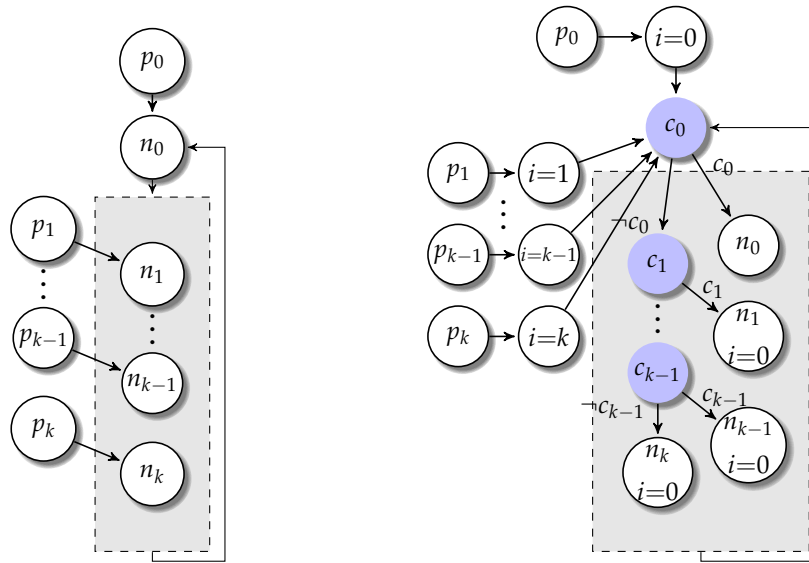 p₀
n₀
p₁
n₁
pₖ₋₁
nₖ₋₁
pₖ
nₖ
p₀
i=0
c₀
p₁
i=1
pₖ₋₁
i=k−1
pₖ
i=k
c₀
n₀
¬c₀
c₁
c₁
n₁
i=0
cₖ₋₁
cₖ₋₁
nₖ₋₁
i=0
¬cₖ₋₁
nₖ
i=0